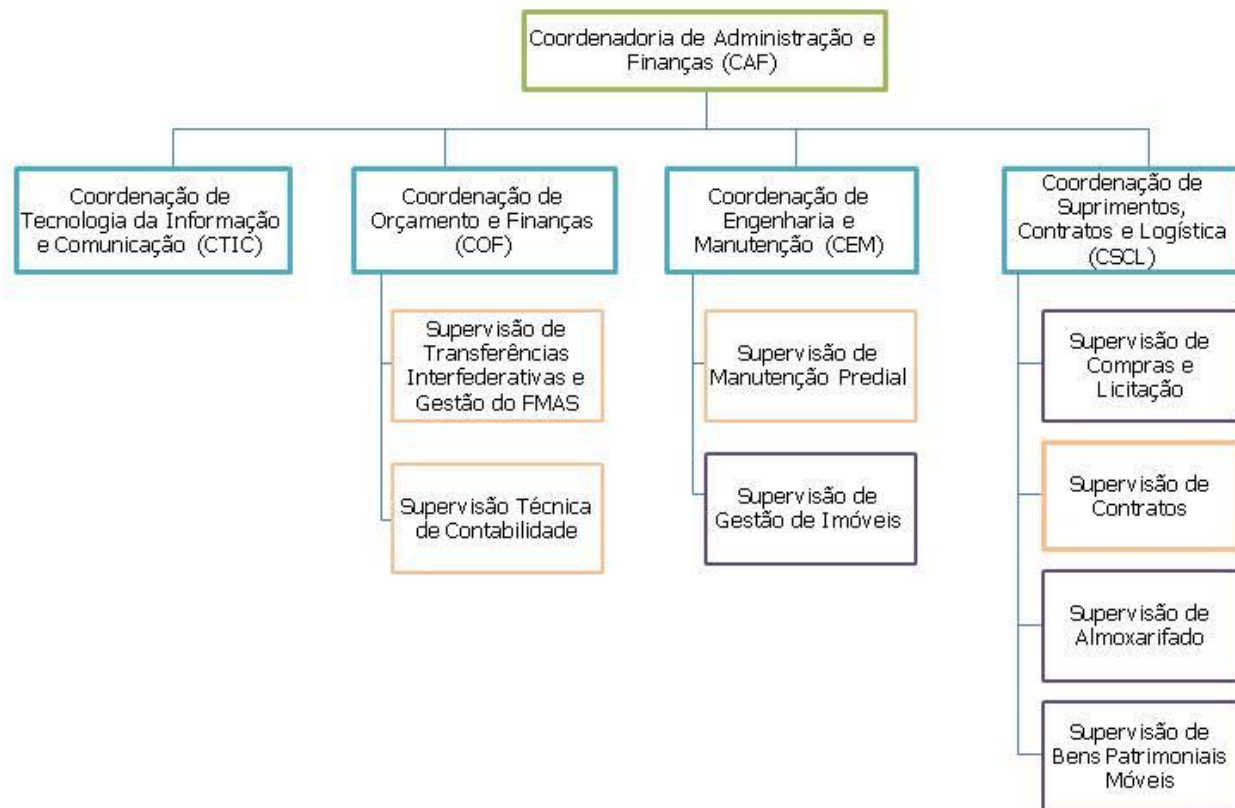 Coordenadoria de Administração e
Finanças (CAF)
Coordenação de
Tecnologia da Informação
e Comunicação (CTIC)
Coordenação de
Orçamento e Finanças
(COF)
Supervisão de
Transferências
Interfederativas e
Gestão do FMAS
Supervisão Técnica
de Contabilidade
Coordenação de
Engenharia e
Manutenção (CEM)
Supervisão de
Manutenção Predial
Supervisão de
Gestão de Imóveis
Coordenação de
Suprimentos,
Contratos e Logística
(CSCL)
Supervisão de
Compras e
Licitação
Supervisão de
Contratos
Supervisão de
Almoxarifado
Supervisão de
Bens Patrimoniais
Móveis